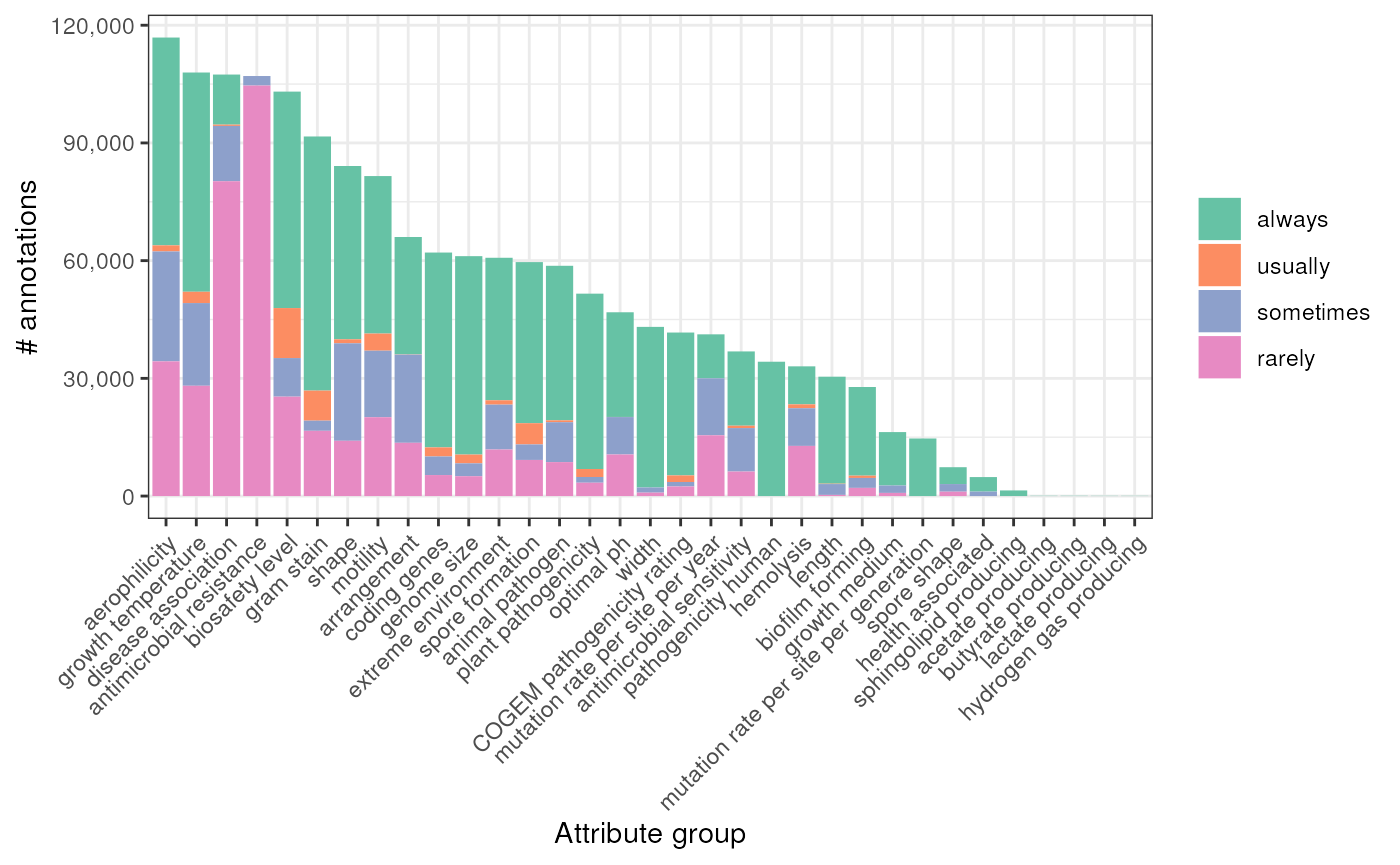 120,000
90,000
60,000
30,000
0
# annotations
always
usually
sometimes
rarely
aerophilicity
growth temperature
disease association
antimicrobial resistance
biosafety level
gram stain
shape
motility
arrangement
coding genes
genome size
extreme environment
spore formation
animal pathogen
plant pathogenicity
optimal ph
width
COGEM pathogenicity rating
mutation rate per site per year
antimicrobial sensitivity
pathogenicity human
hemolysis
length
biofilm forming
growth medium
mutation rate per site per generation
spore shape
health associated
sphingolipid producing
acetate producing
butyrate producing
lactate producing
hydrogen gas producing
Attribute group